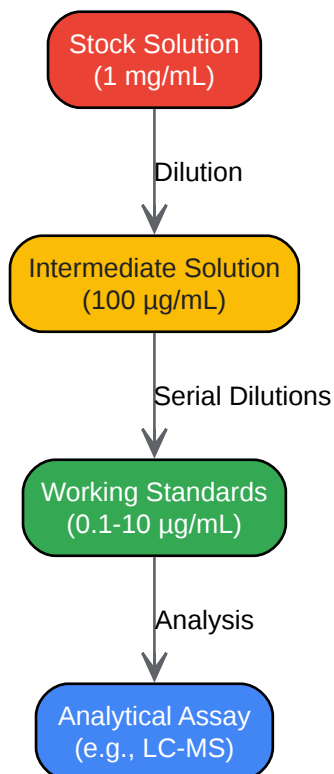 Stock Solution
(1 mg/mL)
Dilution
Intermediate Solution
(100 µg/mL)
Serial Dilutions
Working Standards
(0.1-10 µg/mL)
Analysis
Analytical Assay
(e.g., LC-MS)